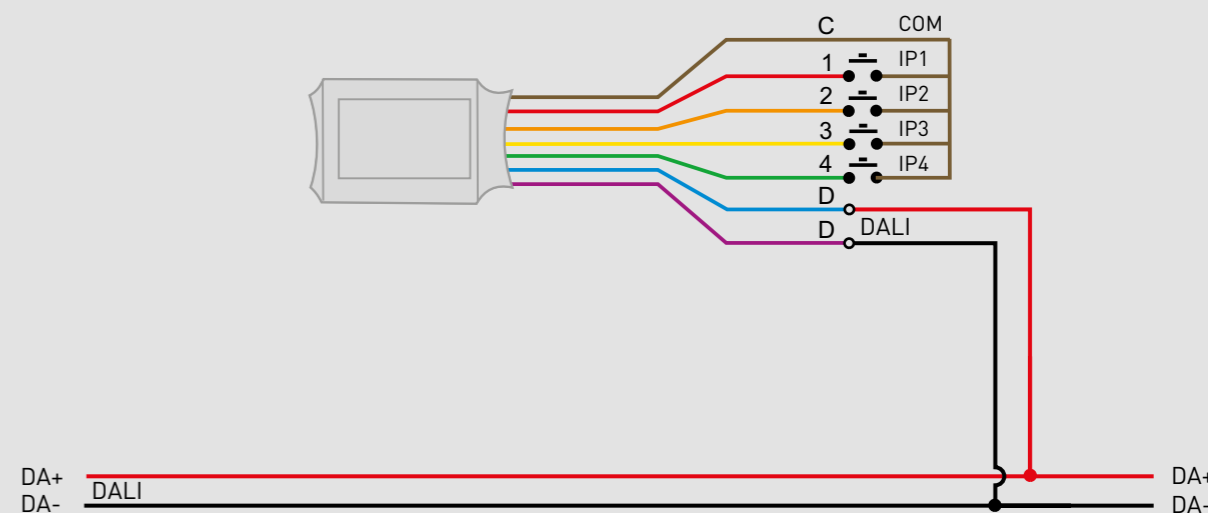 C COM
1 IP1
2 IP2
3 IP3
4 IP4
D
D DALI
DA+ DA+
DALI
DA- DA-